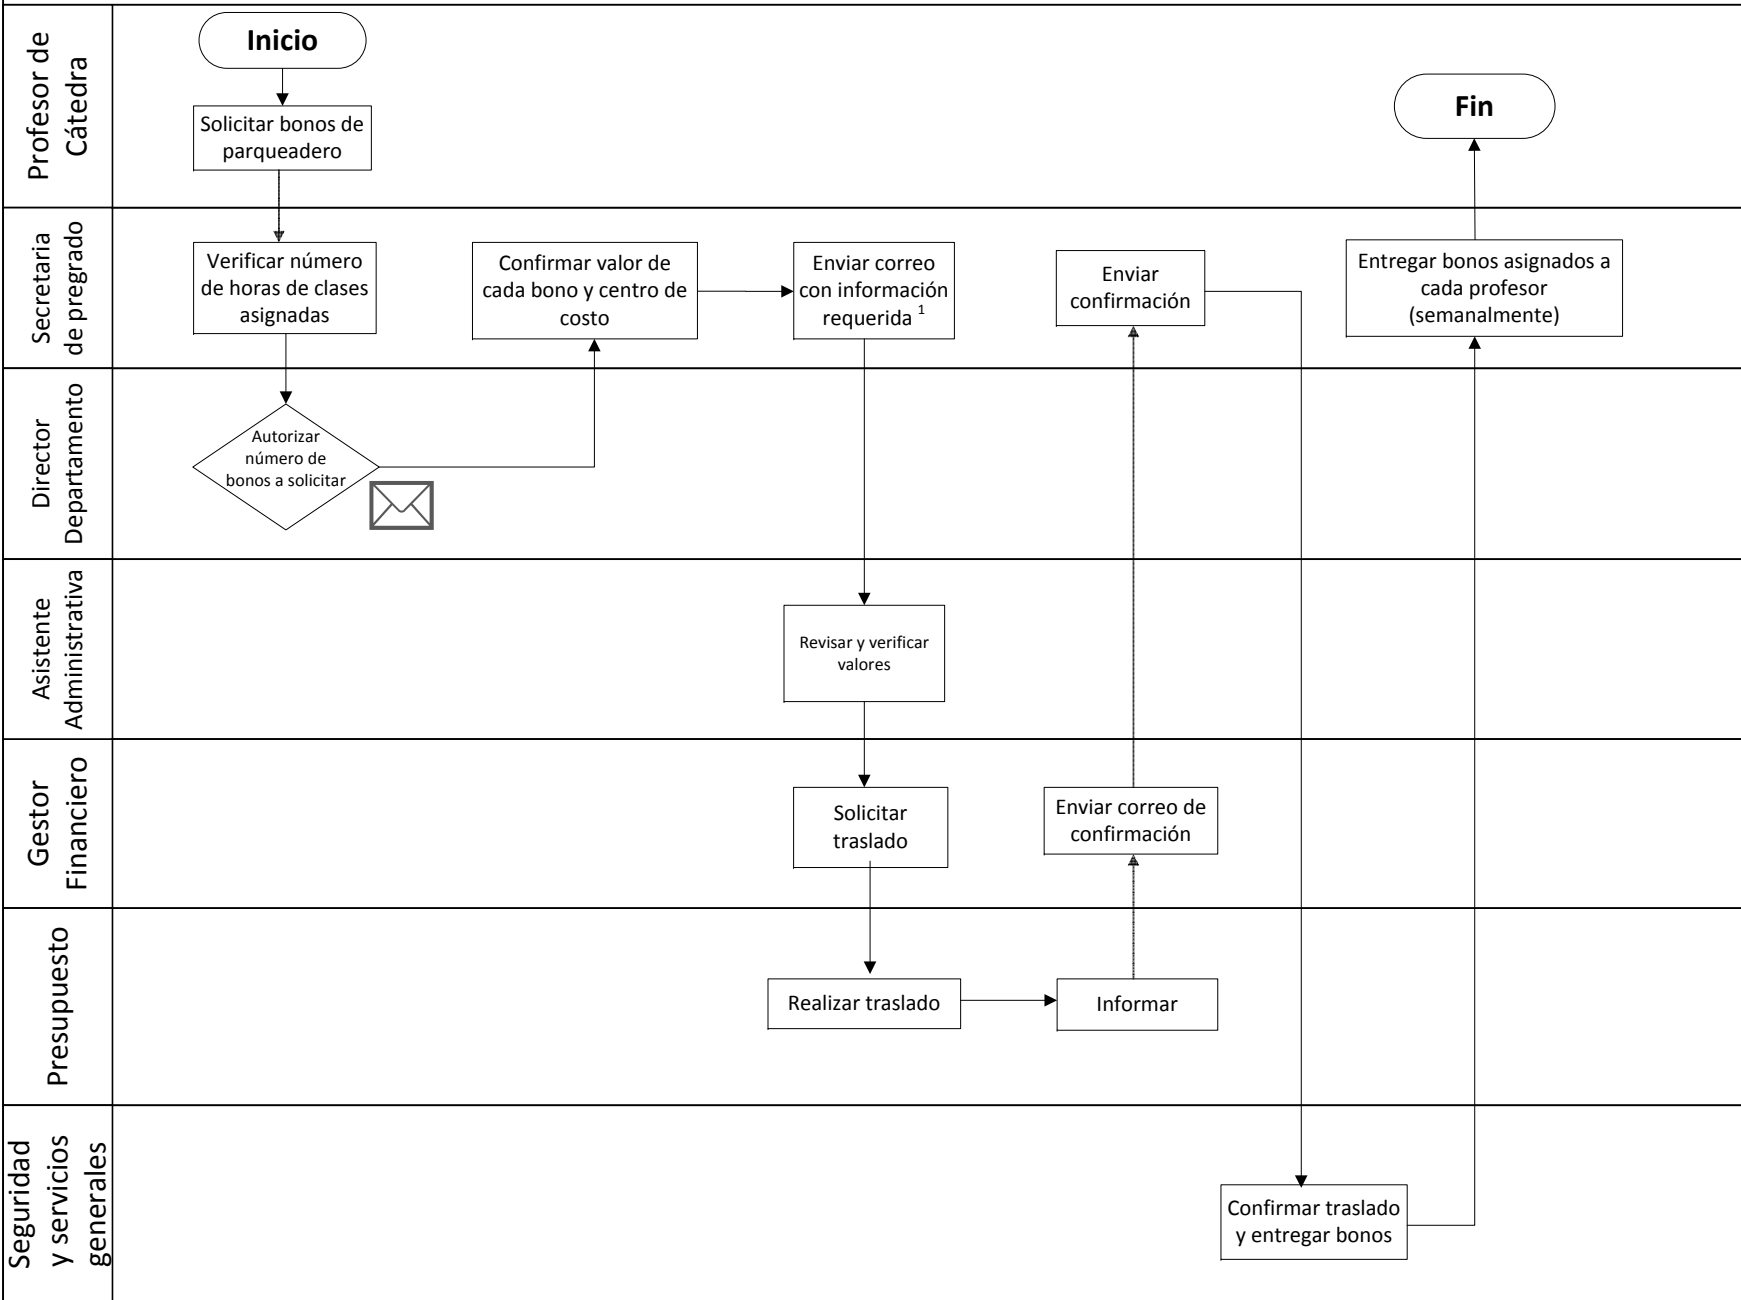 Profesor de
Cátedra
Inicio
Solicitar bonos de
parqueadero
Fin
Secretaria
de pregrado
Verificar número
de horas de clases
asignadas
Confirmar valor de
cada bono y centro de
costo
Enviar correo
con información
requerida 1
Enviar
confirmación
Entregar bonos asignados a
cada profesor
(semanalmente)
Director
Departamento
Autorizar
número de
bonos a solicitar
Asistente
Administrativa
Revisar y verificar
valores
Gestor
Financiero
Solicitar
traslado
Enviar correo de
confirmación
Presupuesto
Realizar traslado
Informar
Seguridad
y servicios
generales
Confirmar traslado
y entregar bonos